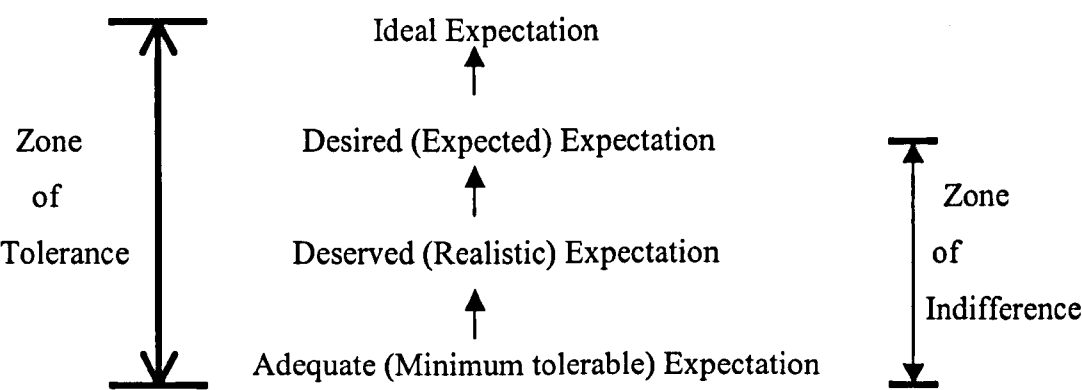 Ideal Expectation
Zone
of
Tolerance
Desired (Expected) Expectation
Deserved (Realistic) Expectation
Adequate (Minimum tolerable) Expectation
Zone
of
Indifference